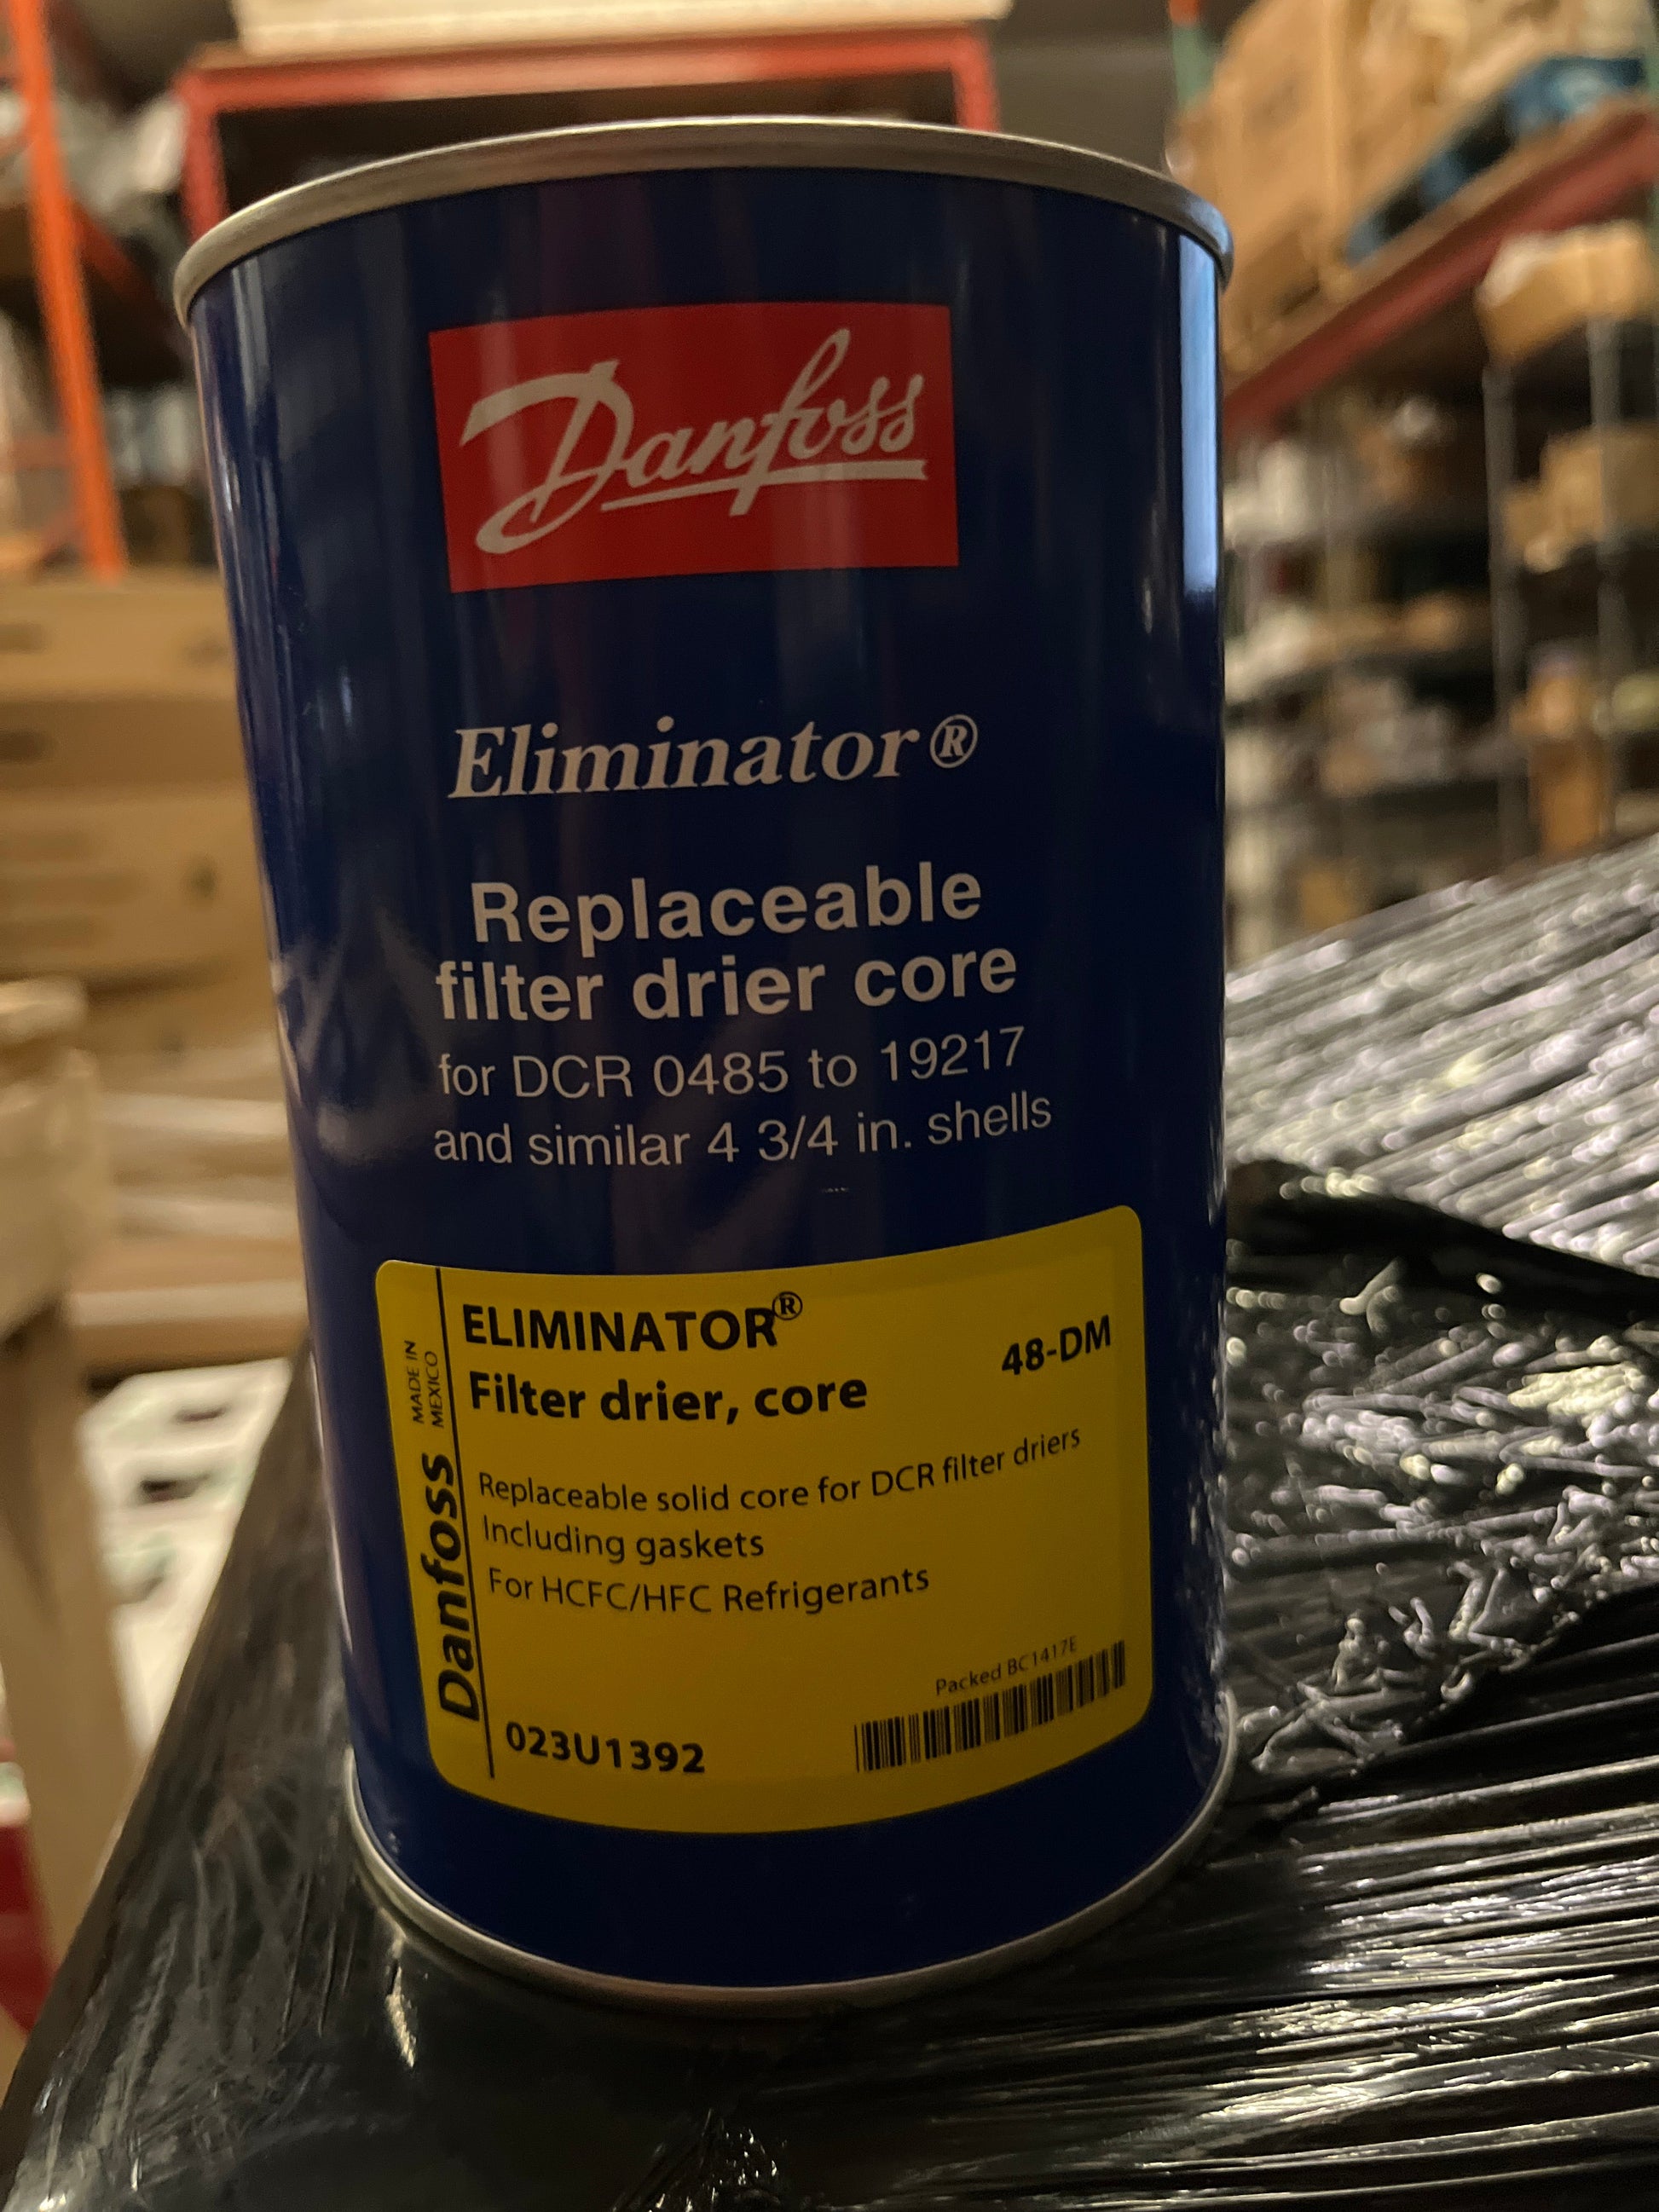 Danfoss
Eliminator®
Replaceable
filter drier core
for DCR 0485 to 19217
and similar 4 3/4 in. shells
Danfoss
MADE IN
MEXICO
ELIMINATOR®
48-DM
Filter drier, core
Replaceable solid core for DCR filter driers
Including gaskets
For HCFC/HFC Refrigerants
Packed BC1417E
023U1392